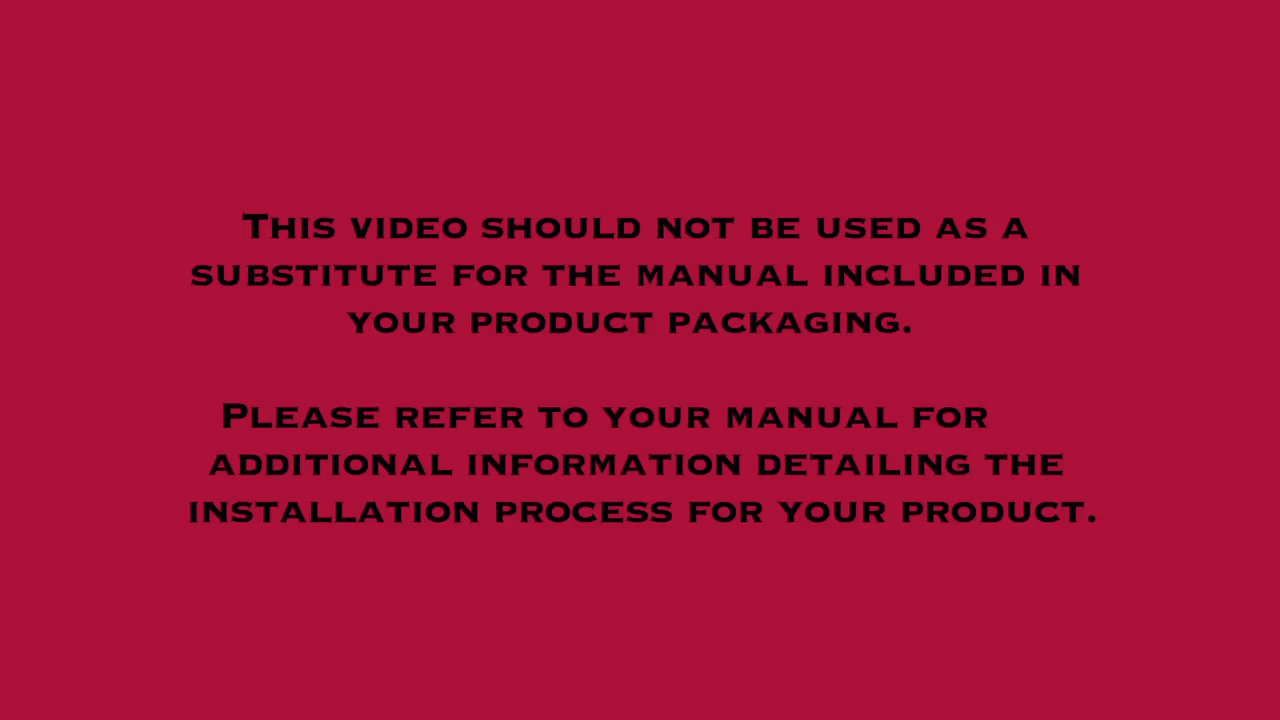 This video should not be used as a
substitute for the manual included in
your product packaging.
Please refer to your manual for
additional information detailing the
installation process for your product.